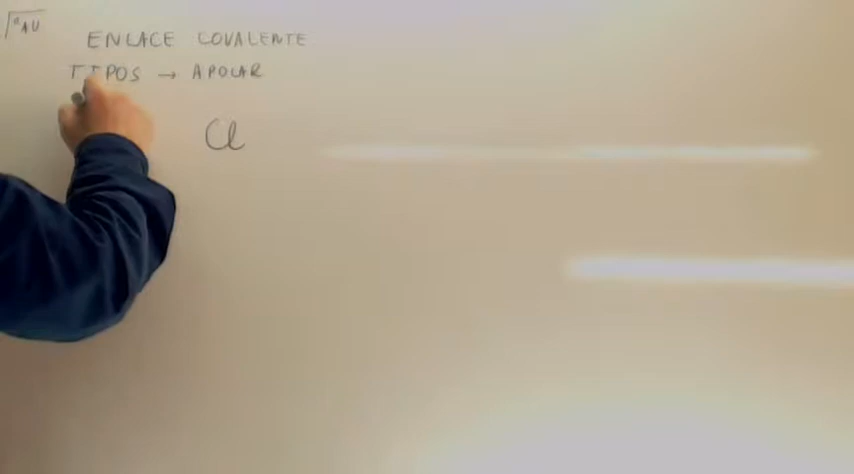 ENLACE COVALENTE
TIPOS → APOLAR
Cl